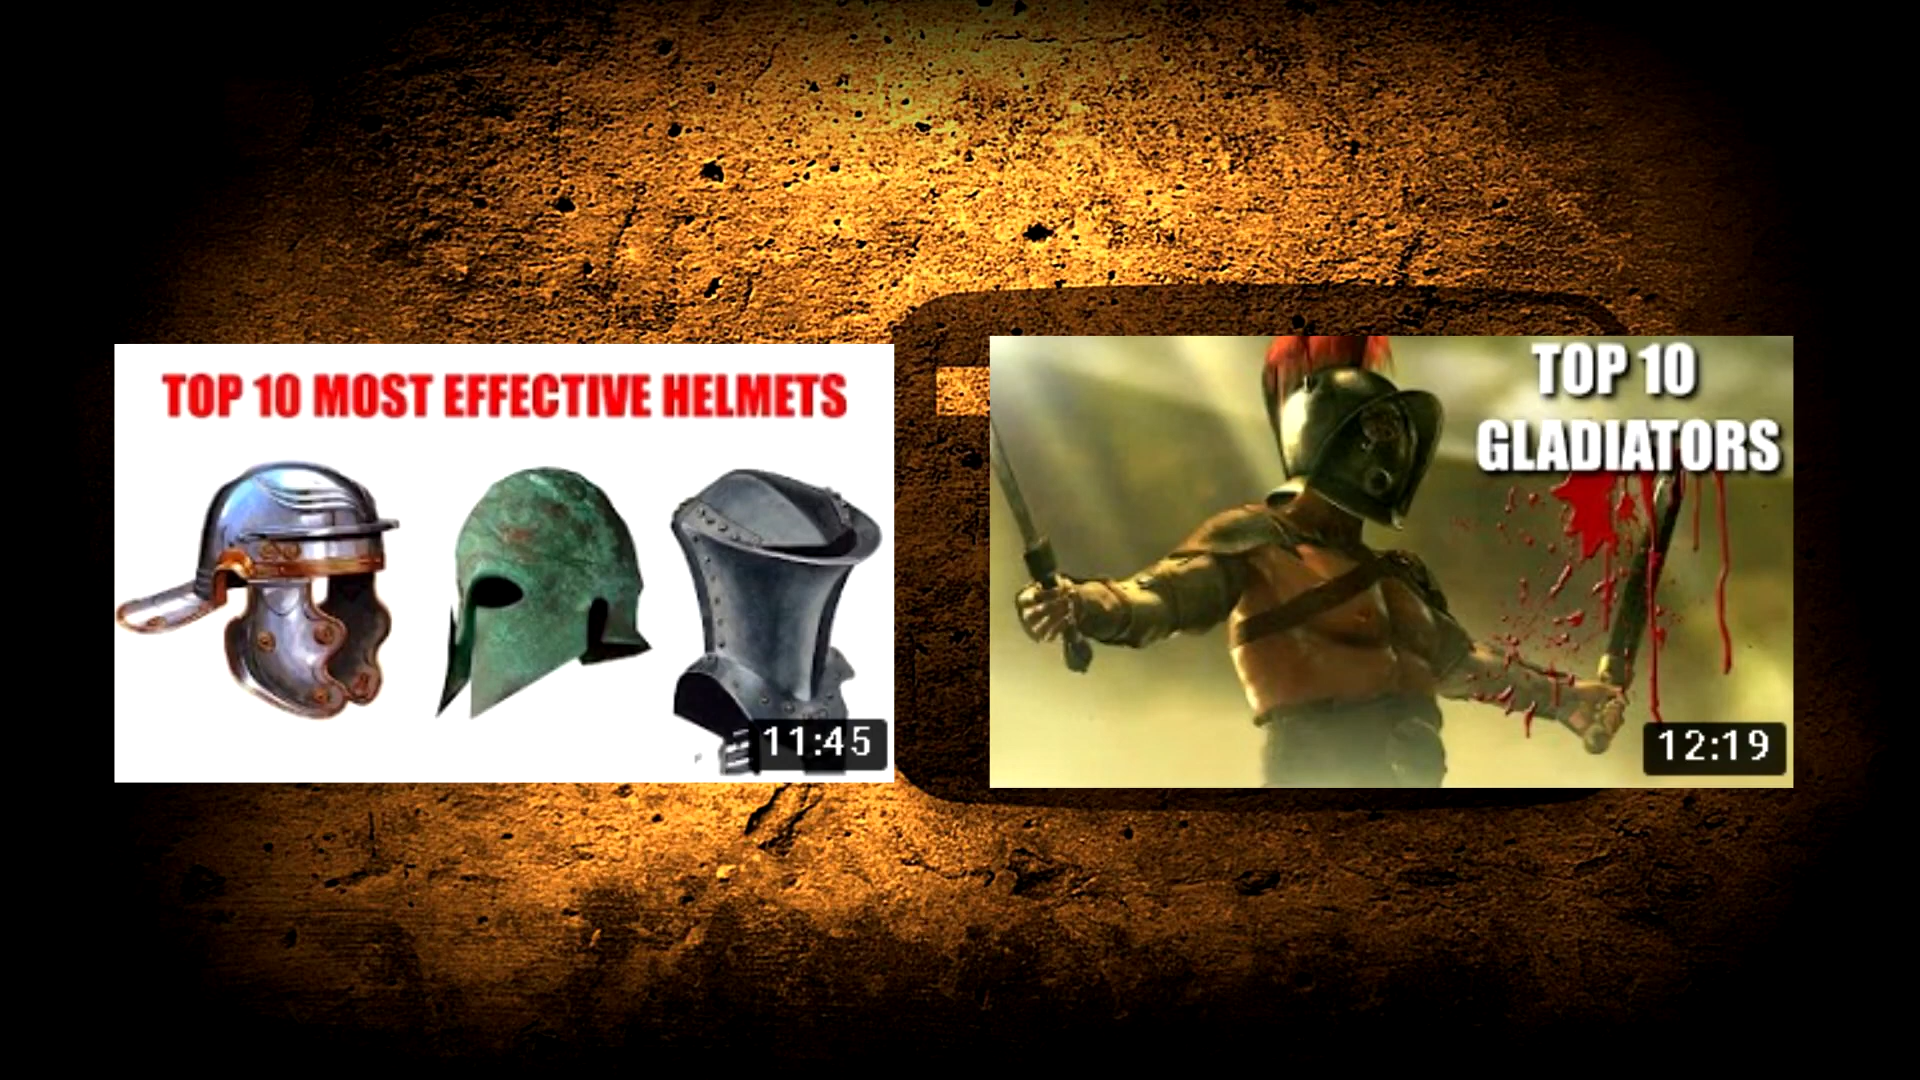 TOP 10 MOST EFFECTIVE HELMETS
11:45
TOP 10
GLADIATORS
12:19